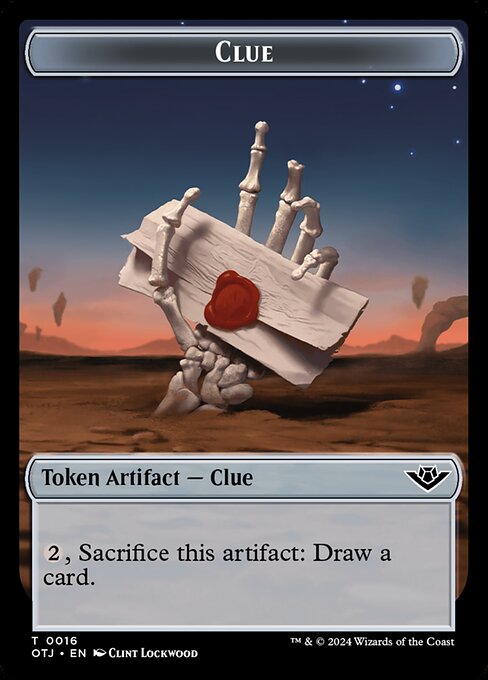 Clue
Token Artifact — Clue
2, Sacrifice this artifact: Draw a
card.
T 0016
OTJ • EN Clint Lockwood
™ & © 2024 Wizards of the Coast